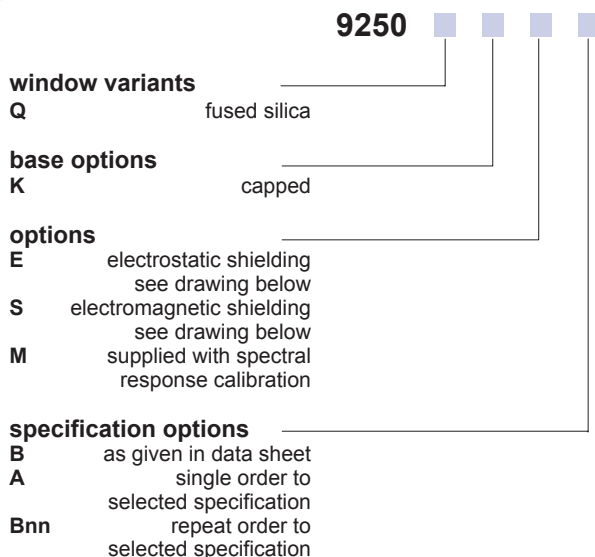 9250
window variants
Q fused silica
base options
K capped
options
E electrostatic shielding
see drawing below
S electromagnetic shielding
see drawing below
M supplied with spectral
response calibration
specification options
B as given in data sheet
A single order to
selected specification
Bnn repeat order to
selected specification